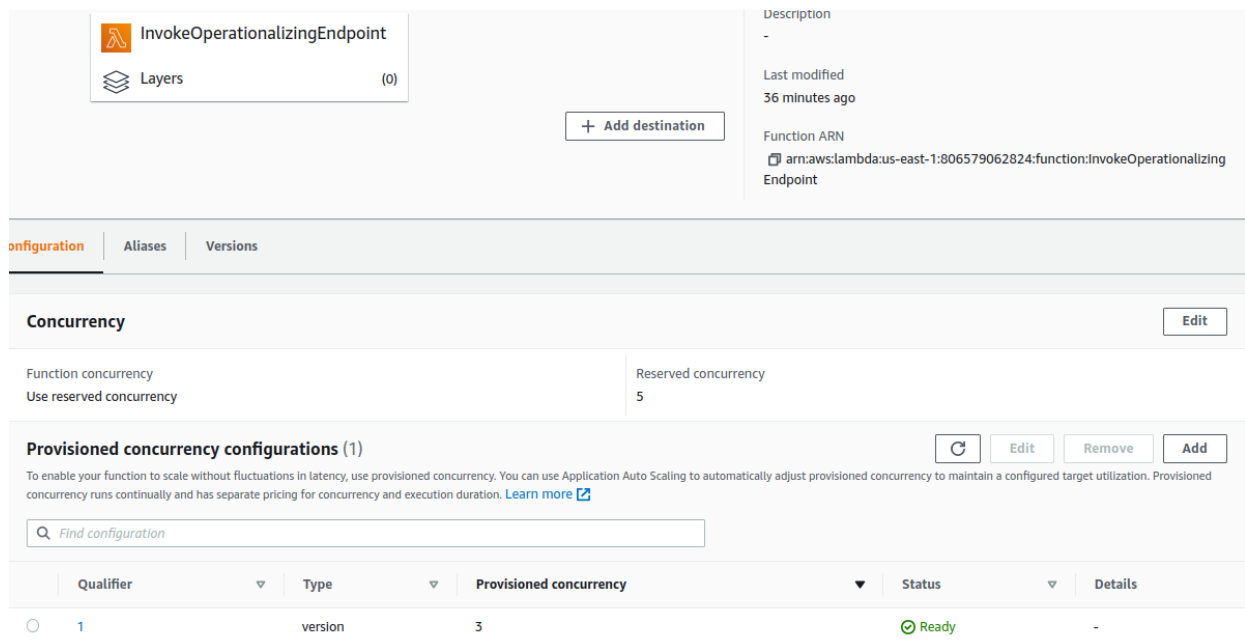 InvokeOperationalizingEndpoint
Layers (0)
+ Add destination
Description
-
Last modified
36 minutes ago
Function ARN
arn:aws:lambda:us-east-1:806579062824:function:InvokeOperationalizing
Endpoint
onfiguration Aliases Versions
Concurrency Edit
Function concurrency Reserved concurrency
Use reserved concurrency 5
Provisioned concurrency configurations (1) Edit Remove Add
To enable your function to scale without fluctuations in latency, use provisioned concurrency. You can use Application Auto Scaling to automatically adjust provisioned concurrency to maintain a configured target utilization. Provisioned
concurrency runs continually and has separate pricing for concurrency and execution duration. Learn more
Find configuration
Qualifier Type Provisioned concurrency Status Details
1 version 3 Ready -